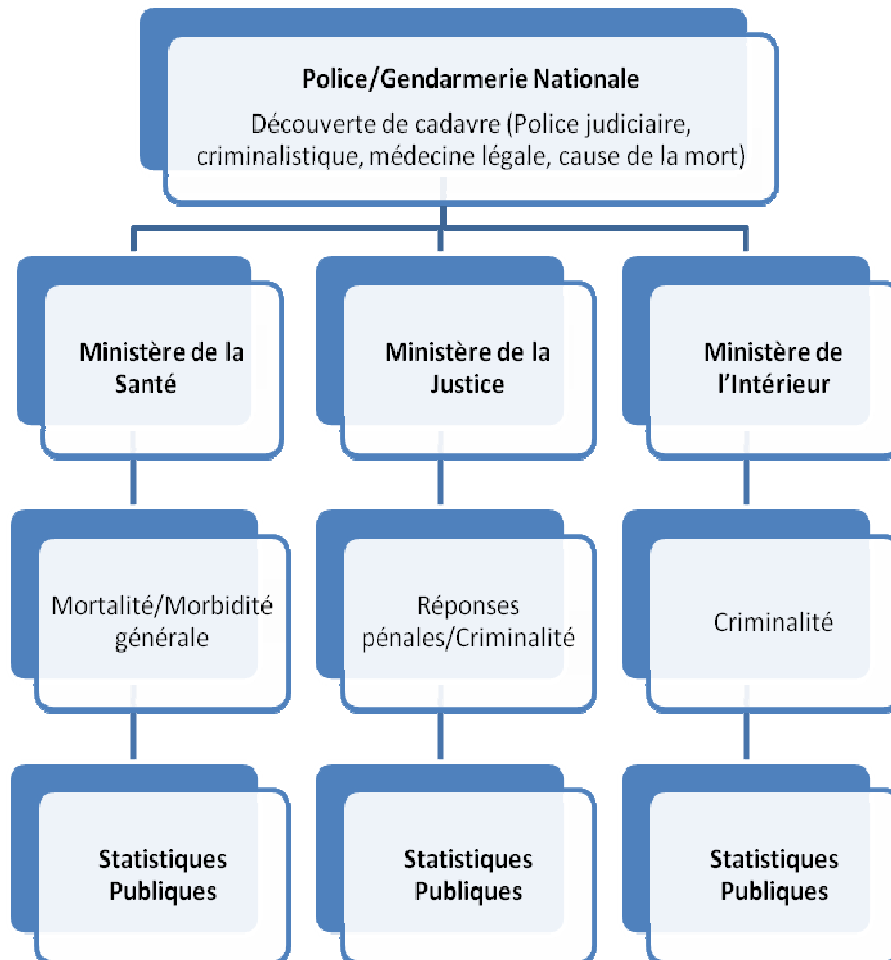 Police/Gendarmerie Nationale
Découverte de cadavre (Police judiciaire,
criminalistique, médecine légale, cause de la mort)
Ministère de la
Santé
Ministère de la
Justice
Ministère de
l'Intérieur
Mortalité/Morbidité
générale
Réponses
pénales/Criminalité
Criminalité
Statistiques
Publiques
Statistiques
Publiques
Statistiques
Publiques